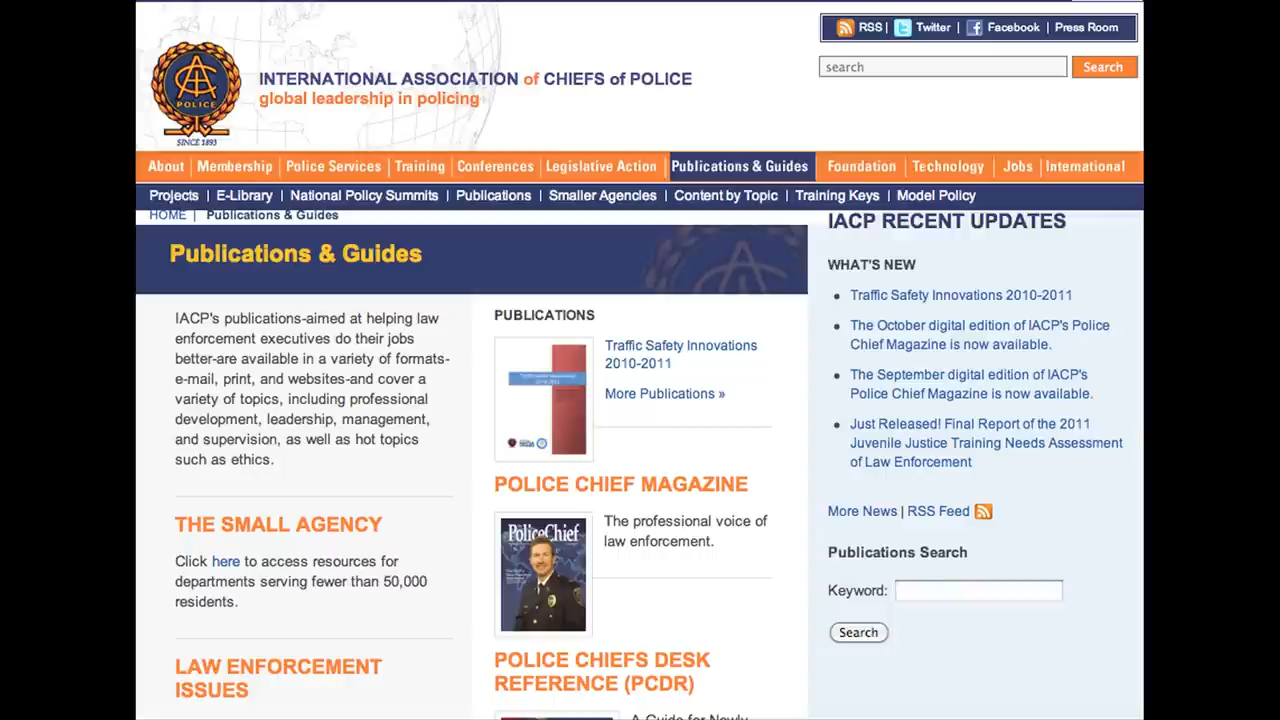 RSS | Twitter | Facebook | Press Room
POLICE
SINCE 1893
INTERNATIONAL ASSOCIATION of CHIEFS of POLICE
global leadership in policing
search
Search
About | Membership | Police Services | Training | Conferences | Legislative Action | Publications & Guides | Foundation | Technology | Jobs | International
Projects | E-Library | National Policy Summits | Publications | Smaller Agencies | Content by Topic | Training Keys | Model Policy
HOME | Publications & Guides
Publications & Guides
IACP's publications-aimed at helping law
enforcement executives do their jobs
better-are available in a variety of formats-
e-mail, print, and websites-and cover a
variety of topics, including professional
development, leadership, management,
and supervision, as well as hot topics
such as ethics.
THE SMALL AGENCY
Click here to access resources for
departments serving fewer than 50,000
residents.
LAW ENFORCEMENT
ISSUES
PUBLICATIONS
Traffic Safety Innovations
2010-2011
More Publications »
POLICE CHIEF MAGAZINE
PoliceChief
The professional voice of
law enforcement.
POLICE CHIEFS DESK
REFERENCE (PCDR)
A Guide for Newly
IACP RECENT UPDATES
WHAT'S NEW
Traffic Safety Innovations 2010-2011
The October digital edition of IACP's Police
Chief Magazine is now available.
The September digital edition of IACP's
Police Chief Magazine is now available.
Just Released! Final Report of the 2011
Juvenile Justice Training Needs Assessment
of Law Enforcement
More News | RSS Feed
Publications Search
Keyword:
Search